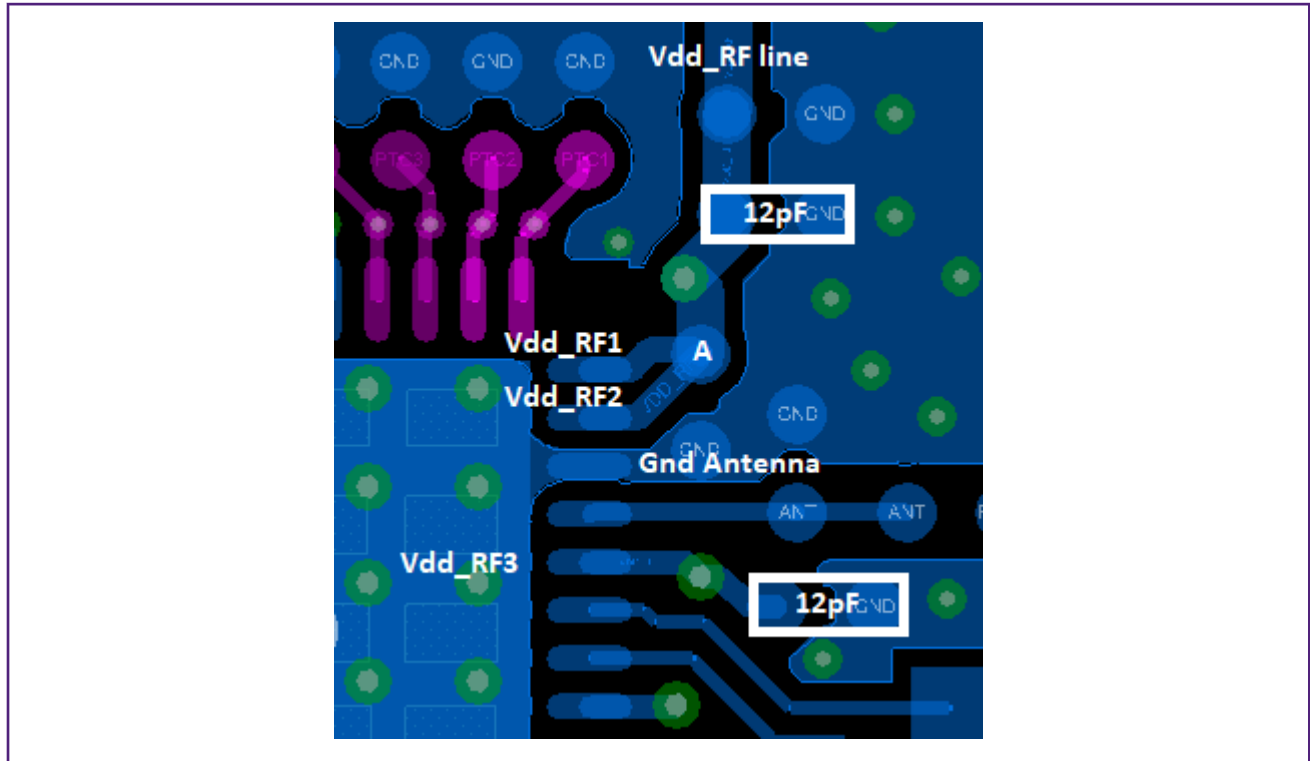 Vdd_RF line
GND GND GND
GND
PTC3 PTC2 PTC1
12pF GND
Vdd_RF1
A
Vdd_RF2
GND
GND
Gnd Antenna
ANT ANT
Vdd_RF3
12pF GND